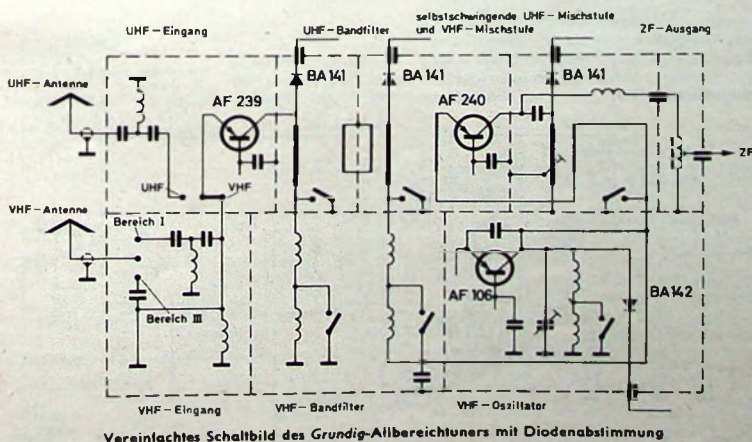 selbstschwingende UHF-Mischstufe
und VHF-Mischstufe
UHF-Eingang
UHF-Bandfilter
ZF-Ausgang
UHF-Antenne
BA 141
BA 141
BA 141
AF 239
AF 240
ZF
UHF
VHF
VHF-Antenne
Bereich I
Bereich III
AF 106
BA 142
VHF-Eingang
VHF-Bandfilter
VHF-Oszillator
Vereinfachtes Schaltbild des Grundig-Allbereichtuners mit Diodenabstimmung